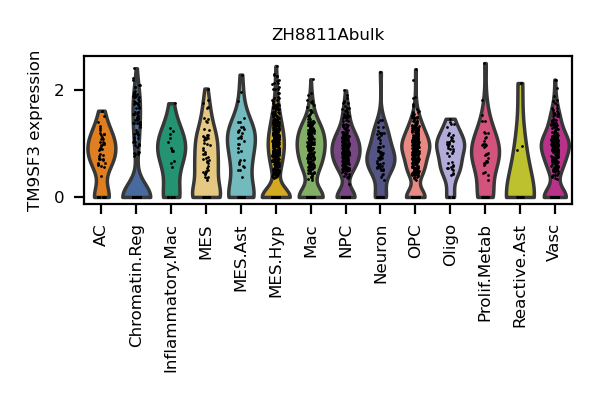 ZH8811Abulk
TM9SF3 expression
2
0
AC
Chromatin.Reg
Inflammatory.Mac
MES
MES.Ast
MES.Hyp
Mac
NPC
Neuron
OPC
Oligo
Prolif.Metab
Reactive.Ast
Vasc